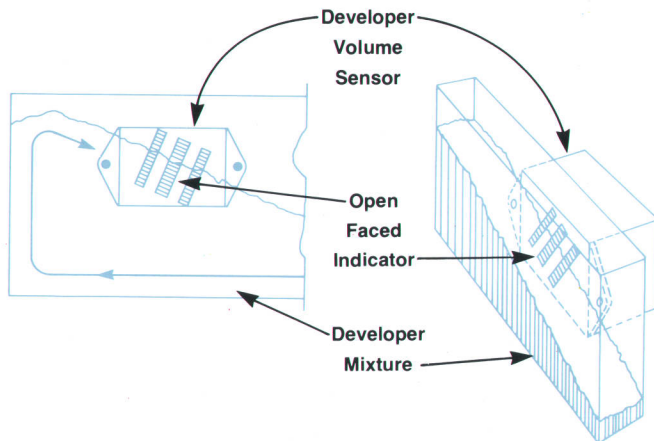 Developer
Volume
Sensor
Open
Faced
Indicator
Developer
Mixture